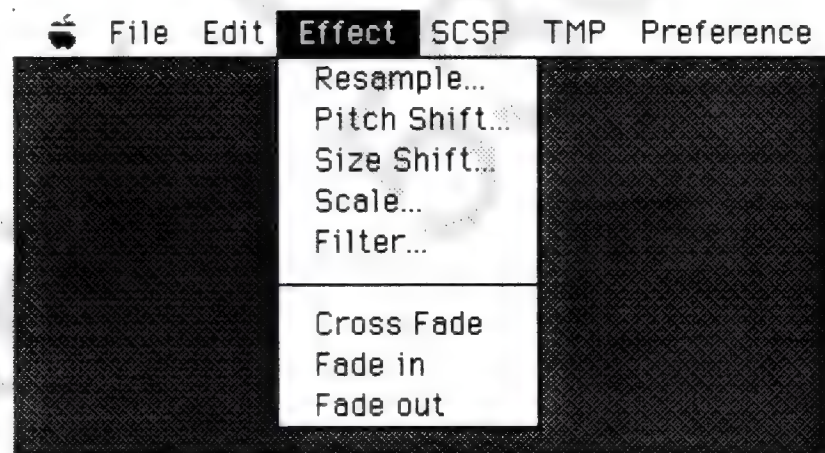 File Edit Effect SCSP TMP Preference
Resample...
Pitch Shift...
Size Shift...
Scale...
Filter...
Cross Fade
Fade in
Fade out